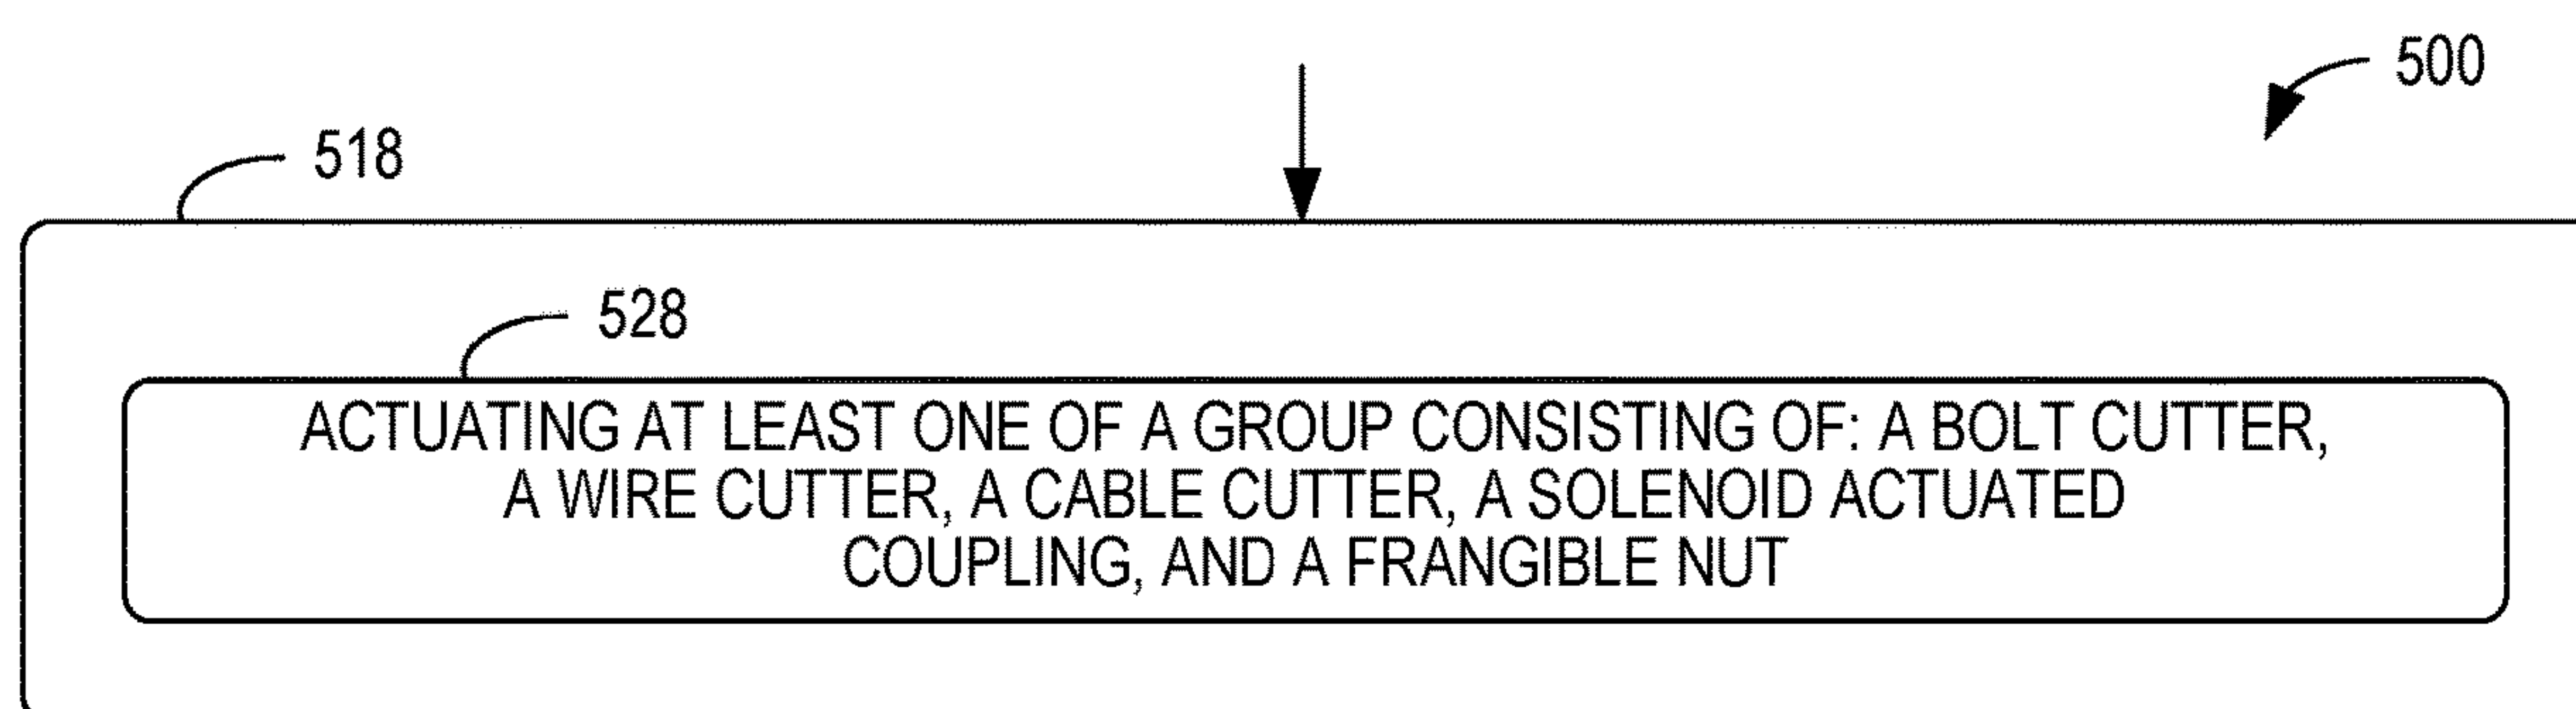 500
518
528
ACTUATING AT LEAST ONE OF A GROUP CONSISTING OF: A BOLT CUTTER,
A WIRE CUTTER, A CABLE CUTTER, A SOLENOID ACTUATED
COUPLING, AND A FRANGIBLE NUT